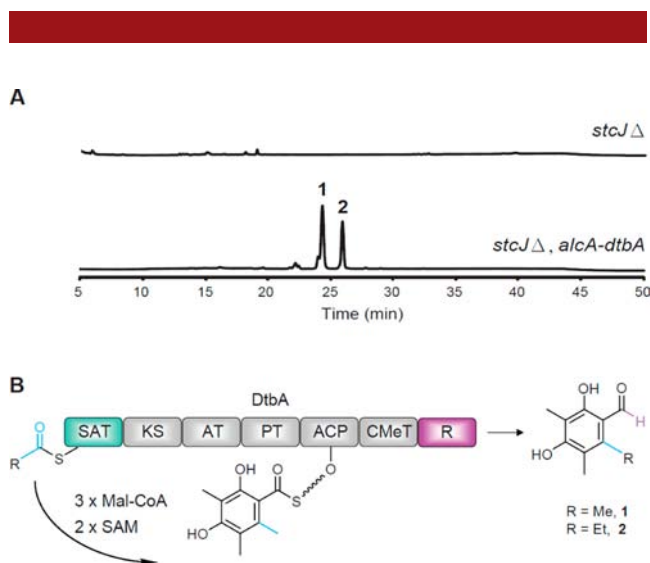 A
stcJ Δ
1
2
stcJ Δ, alcA-dtbA
5
10
15
20
25
30
35
40
45
50
Time (min)
B
DtbA
O
R
S
SAT
KS
AT
PT
ACP
CMeT
R
OH
O
H
HO
R
3 x Mal-CoA
2 x SAM
OH
O
S
O
HO
R = Me, 1
R = Et, 2